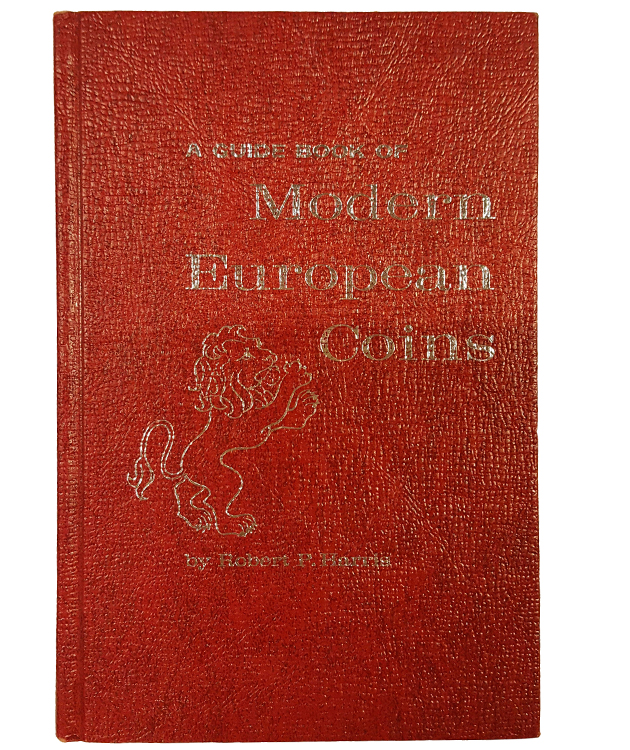 A GUIDE BOOK OF
Modern
European
Coins
by Robert P. Harris